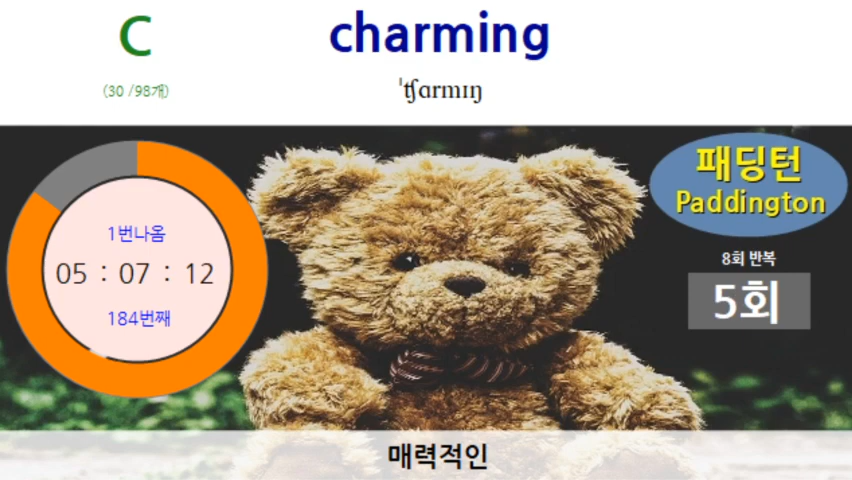 C
(30 /98개)
charming
ˈʧɑrmɪŋ
1번나옴
05 : 07 : 12
184번째
패딩턴
Paddington
8회 반복
5회
매력적인